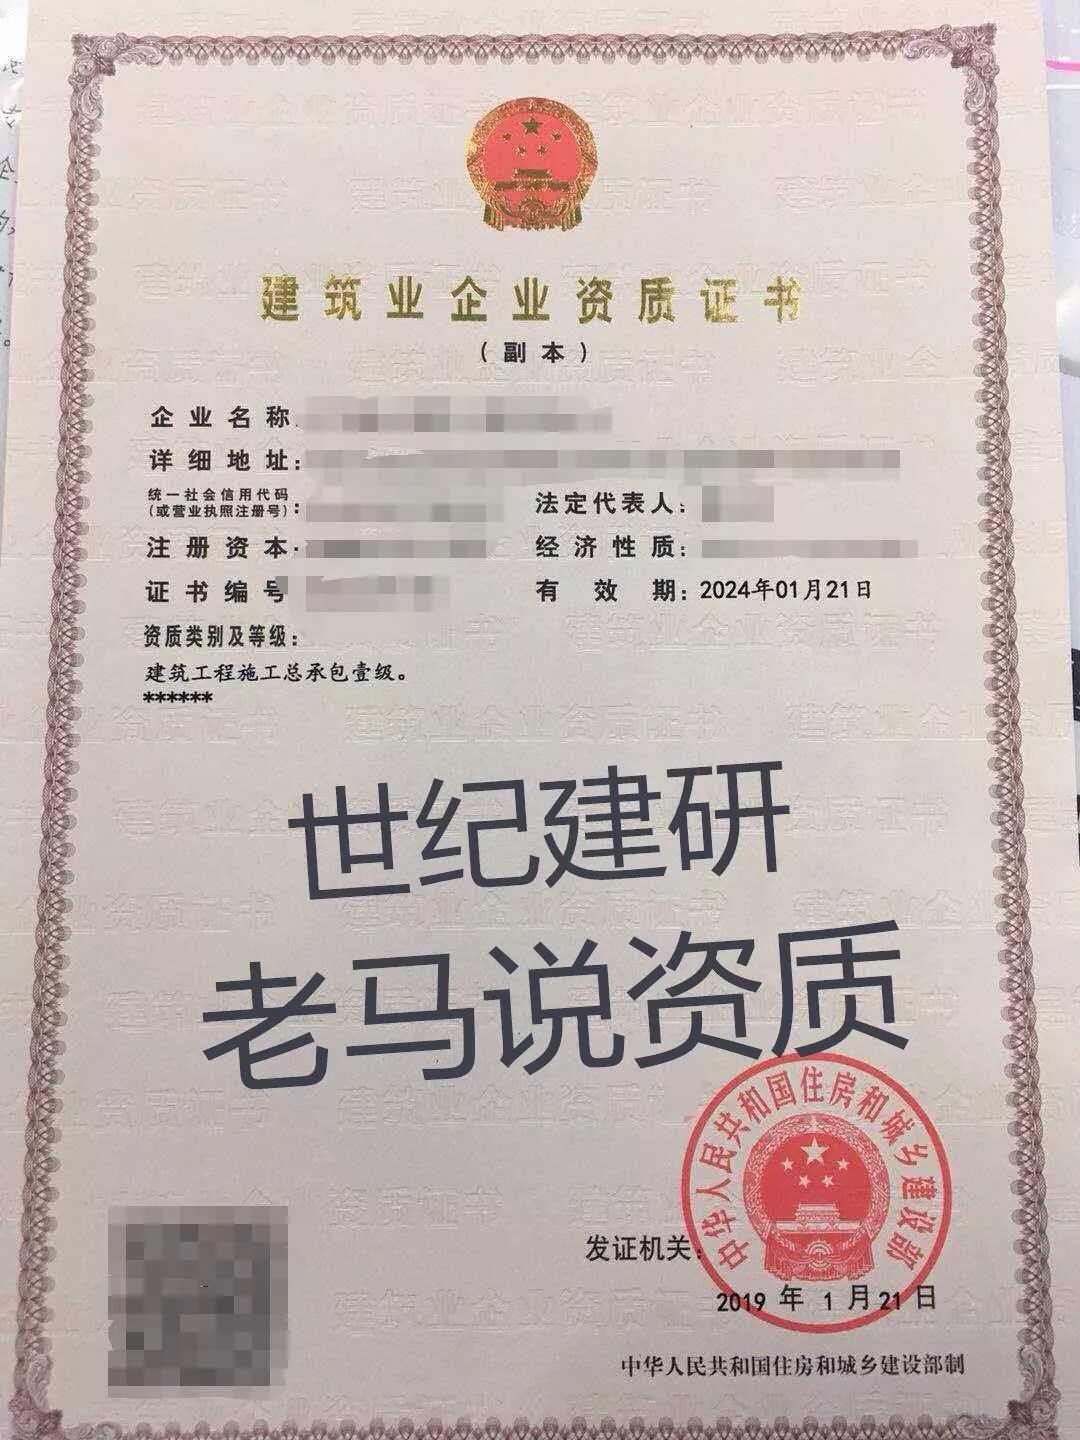 建筑业企业资质证书
(副本)
企业名称
详细地址:
统一社会信用代码
(或营业执照注册号):
法定代表人:
注册资本
经济性质:
证书编号
有效期:2024年01月21日
资质类别及等级:
建筑工程施工总承包壹级。
******
世纪建研
老马说资质
中华人民共和国住房和城乡建设部
发证机关:
2019年1月21日
中华人民共和国住房和城乡建设部制